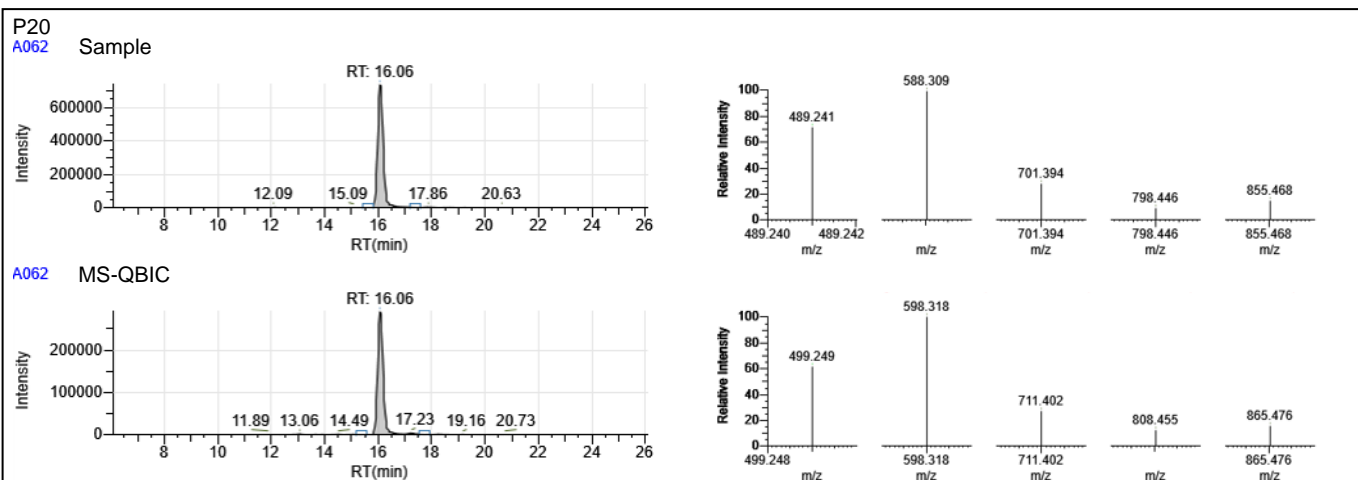 P20
A062 Sample
RT: 16.06
Intensity
600000
400000
200000
0
12.09 15.09 17.86 20.63
8 10 12 14 16 18 20 22 24 26
RT(min)
Relative Intensity
100
80
60
40
20
0
489.241
588.309
701.394
798.446
855.468
489.240 489.242 701.394 798.446 855.468
m/z m/z m/z m/z m/z
A062 MS-QBIC
RT: 16.06
Intensity
200000
100000
0
11.89 13.06 14.49 17.23 19.16 20.73
8 10 12 14 16 18 20 22 24 26
RT(min)
Relative Intensity
100
80
60
40
20
0
499.249
598.318
711.402
808.455
865.476
499.248 598.318 711.402 865.476
m/z m/z m/z m/z m/z